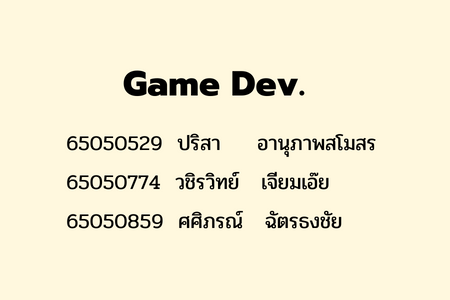 Game Dev.
65050529 ปริสา อานุภาพสโมสร
65050774 วชิรวิทย์ เจียมเอ๊ย
65050859 ศศิภรณ์ ฉัตรธงชัย